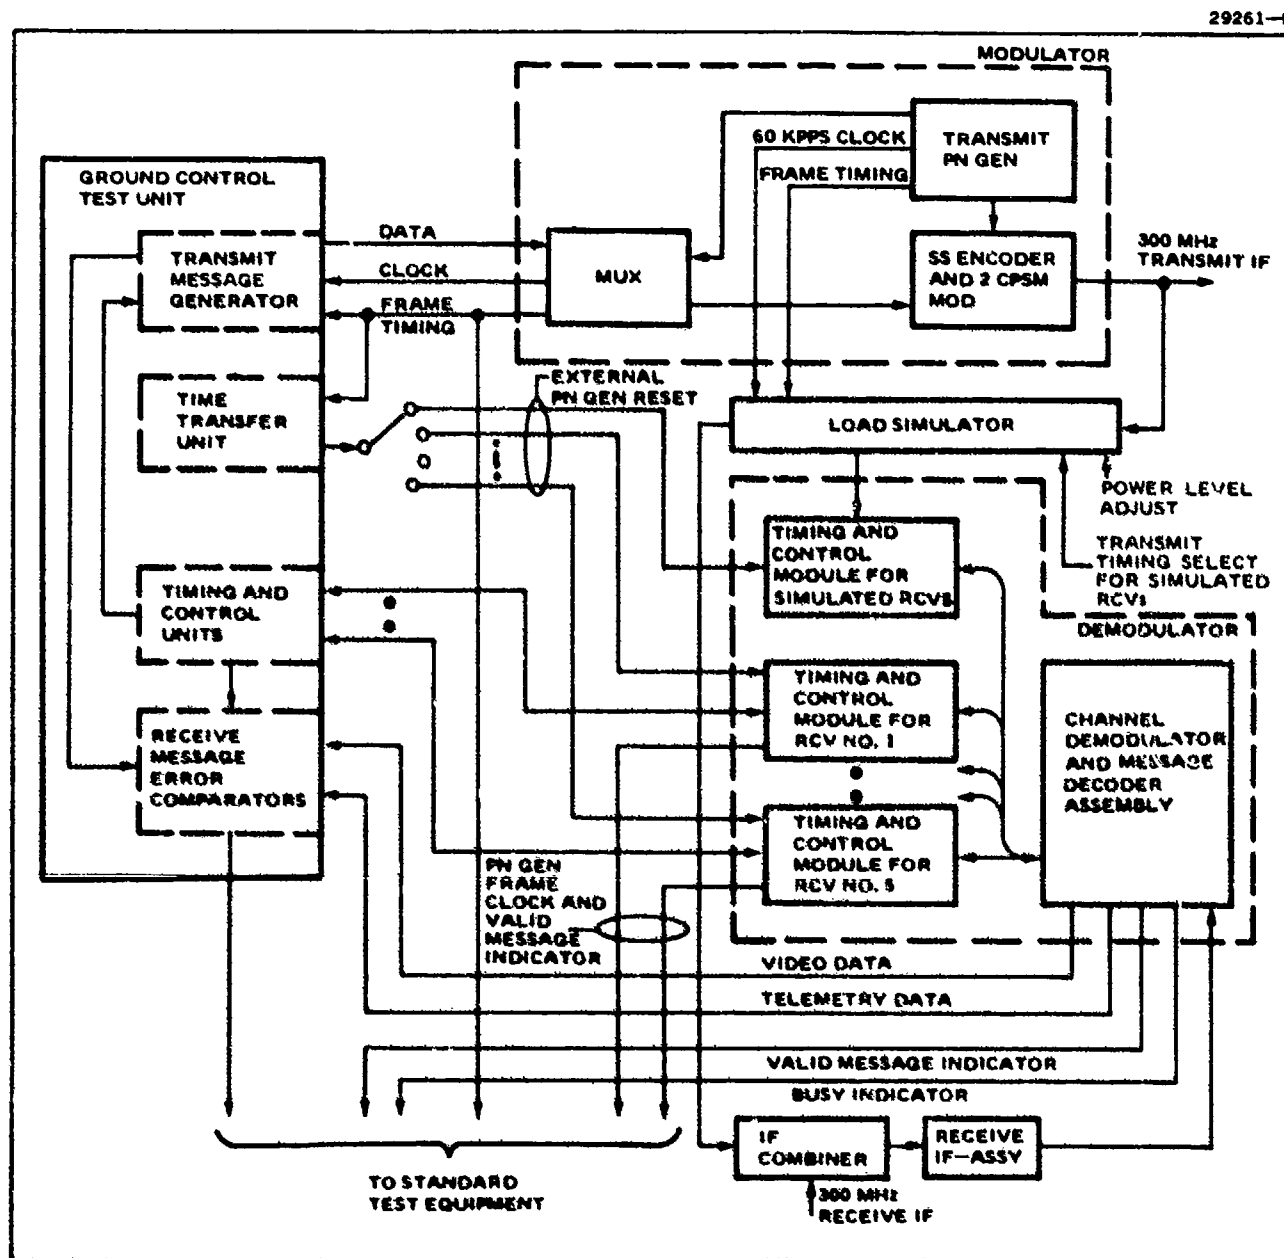 29261-
MODULATOR
60 KPPS CLOCK
TRANSMIT
PN GEN
FRAME TIMING
GROUND CONTROL
TEST UNIT
DATA
TRANSMIT
MESSAGE
GENERATOR
CLOCK
FRAME
TIMING
MUX
SS ENCODER
AND 2 CPSM
MOD
300 MHz
TRANSMIT IF
EXTERNAL
PN GEN RESET
TIME
TRANSFER
UNIT
LOAD SIMULATOR
POWER LEVEL
ADJUST
TRANSMIT
TIMING SELECT
FOR SIMULATED
RCVs
TIMING AND
CONTROL
MODULE FOR
SIMULATED RCVs
DEMODULATOR
TIMING AND
CONTROL
UNITS
TIMING AND
CONTROL
MODULE FOR
RCV NO. 1
CHANNEL
DEMODULATOR
AND MESSAGE
DECODER
ASSEMBLY
RECEIVE
MESSAGE
ERROR
COMPARATORS
TIMING AND
CONTROL
MODULE FOR
RCV NO. 5
PN GEN
FRAME
CLOCK AND
VALID
MESSAGE
INDICATOR
VIDEO DATA
TELEMETRY DATA
VALID MESSAGE INDICATOR
BUSY INDICATOR
IF
COMBINER
RECEIVE
IF-ASSY
TO STANDARD
TEST EQUIPMENT
300 MHz
RECEIVE IF